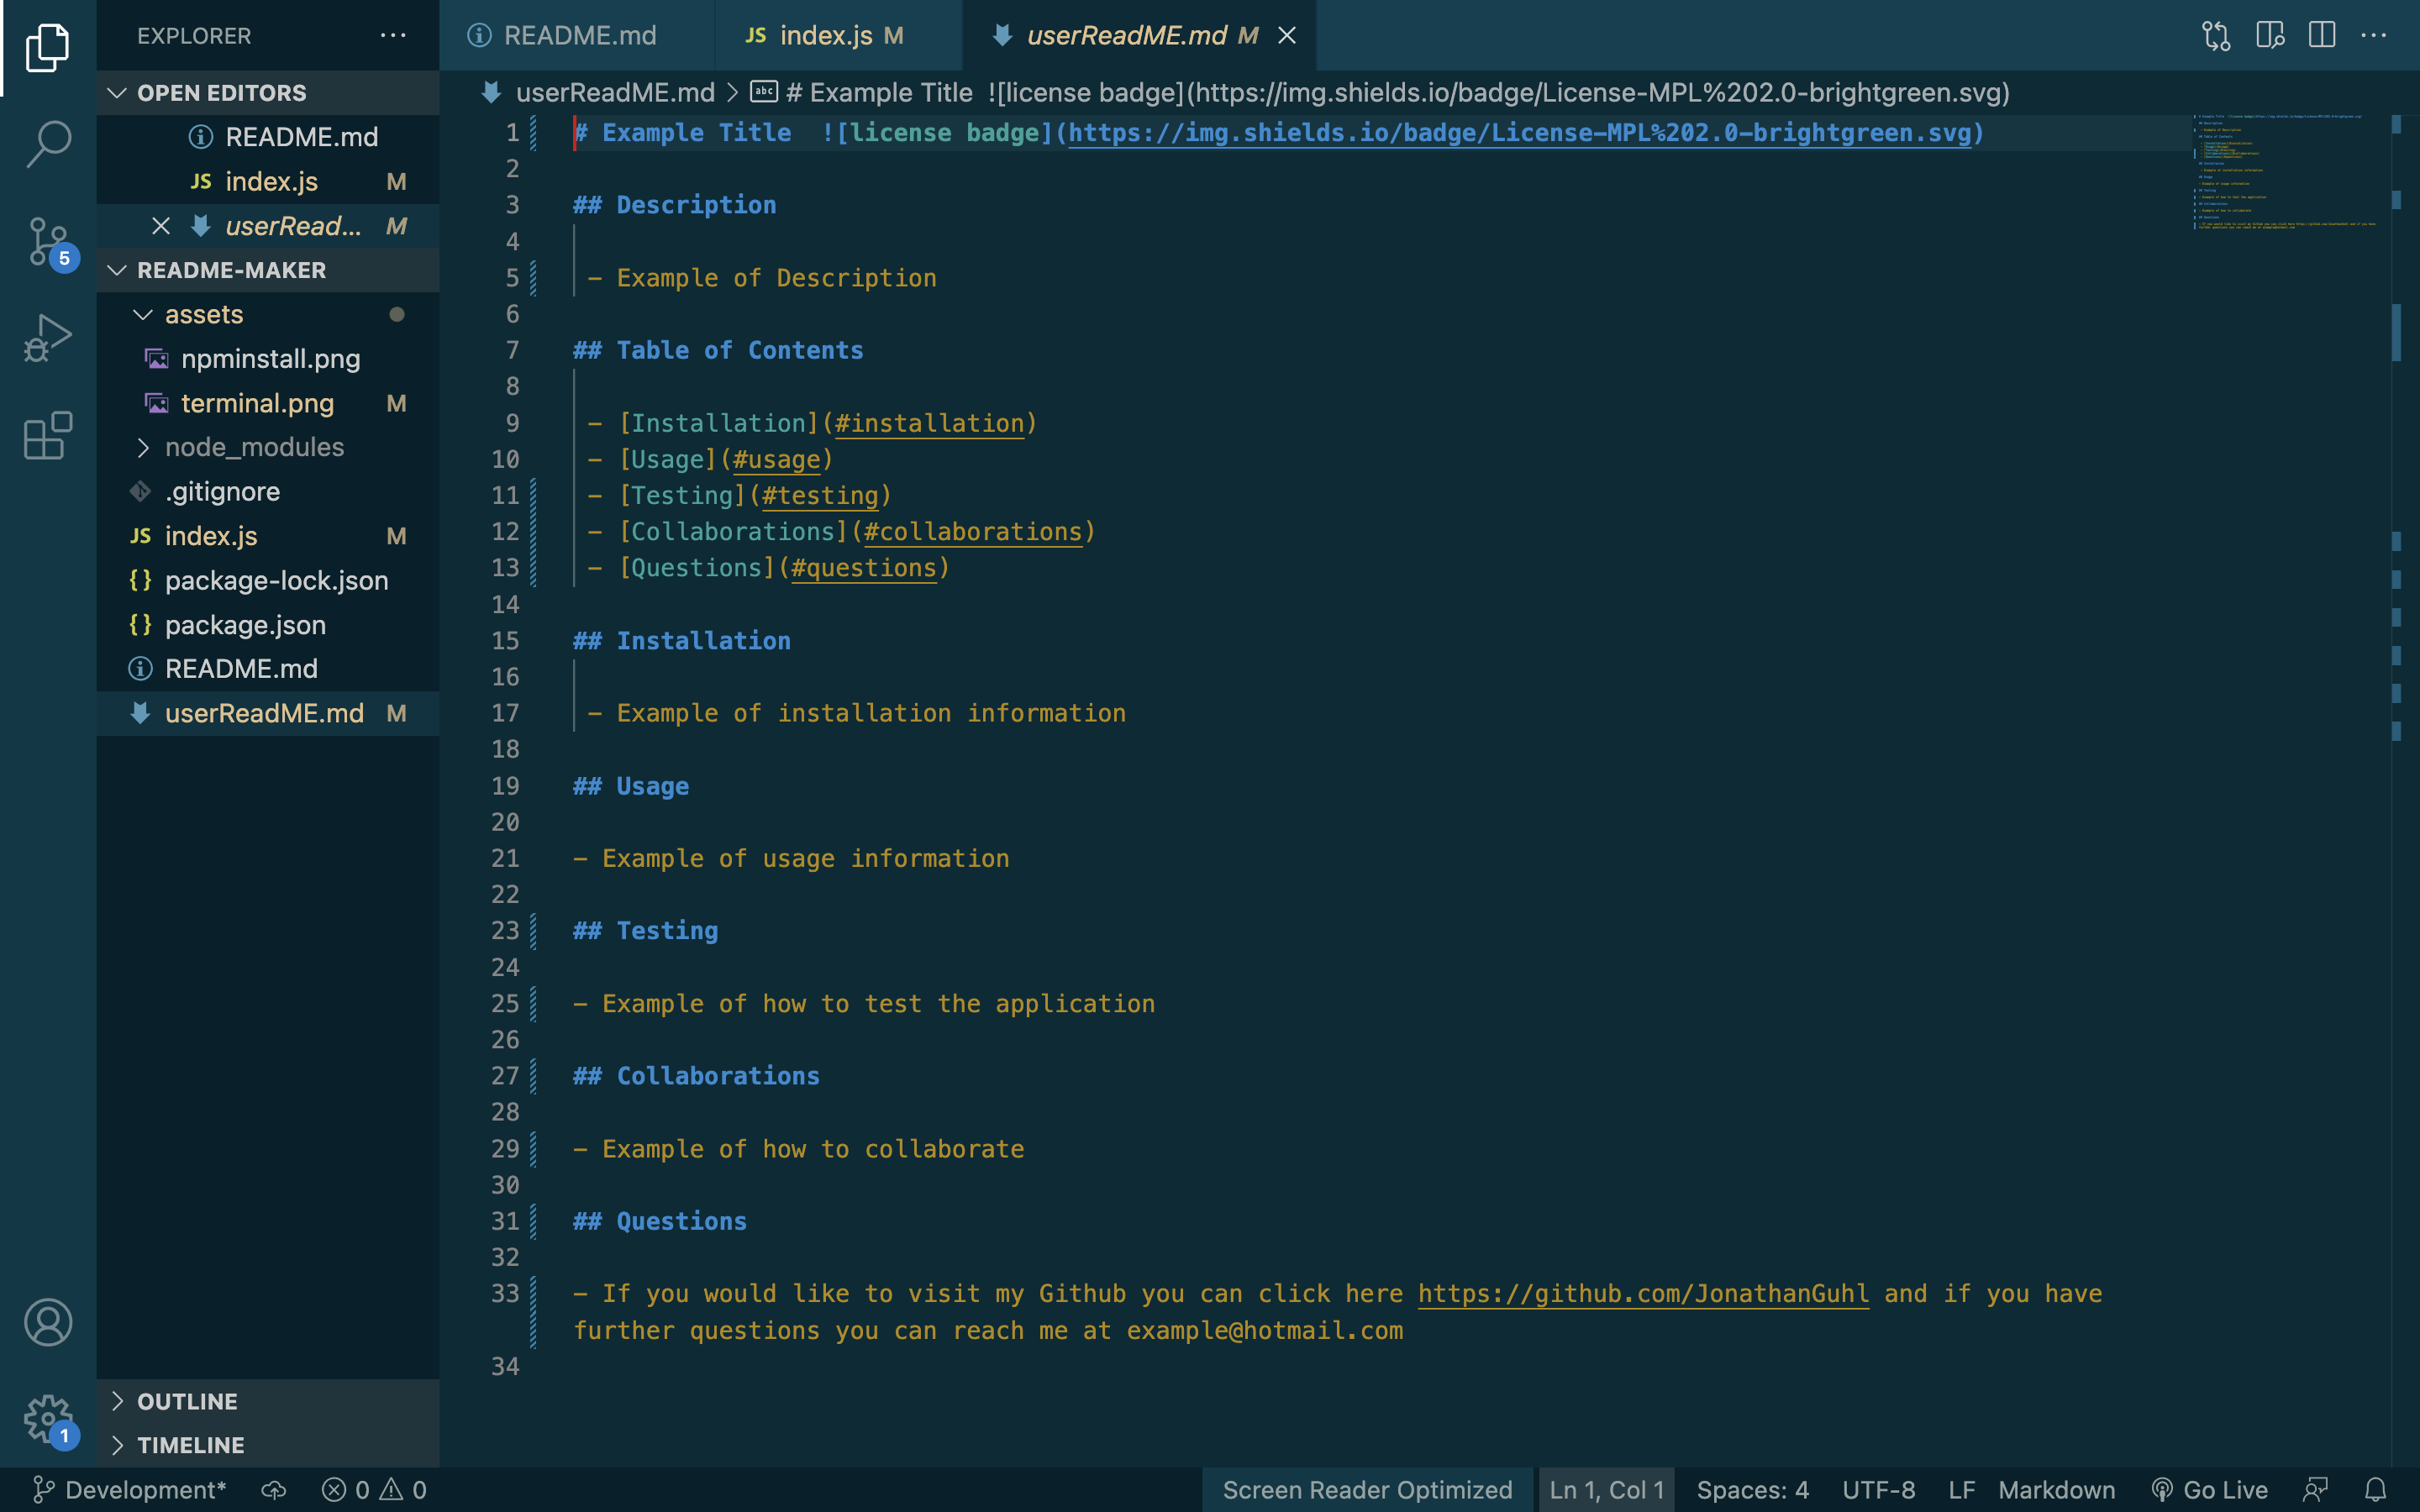 EXPLORER
OPEN EDITORS
README.md
JS index.js M
userRead... M
README-MAKER
assets
npminstall.png
terminal.png M
node_modules
.gitignore
JS index.js M
{} package-lock.json
{} package.json
README.md
userReadME.md M
OUTLINE
TIMELINE
5
1
README.md
JS index.js M
userReadME.md M
userReadME.md > abc # Example Title ![license badge](https://img.shields.io/badge/License-MPL%202.0-brightgreen.svg)
1 # Example Title  ![license badge](https://img.shields.io/badge/License-MPL%202.0-brightgreen.svg)
2
3 ## Description
4
5 - Example of Description
6
7 ## Table of Contents
8
9 - [Installation](#installation)
10 - [Usage](#usage)
11 - [Testing](#testing)
12 - [Collaborations](#collaborations)
13 - [Questions](#questions)
14
15 ## Installation
16
17 - Example of installation information
18
19 ## Usage
20
21 - Example of usage information
22
23 ## Testing
24
25 - Example of how to test the application
26
27 ## Collaborations
28
29 - Example of how to collaborate
30
31 ## Questions
32
33 - If you would like to visit my Github you can click here https://github.com/JonathanGuhl and if you have
further questions you can reach me at example@hotmail.com
34
Development* 0 0 Screen Reader Optimized Ln 1, Col 1 Spaces: 4 UTF-8 LF Markdown Go Live